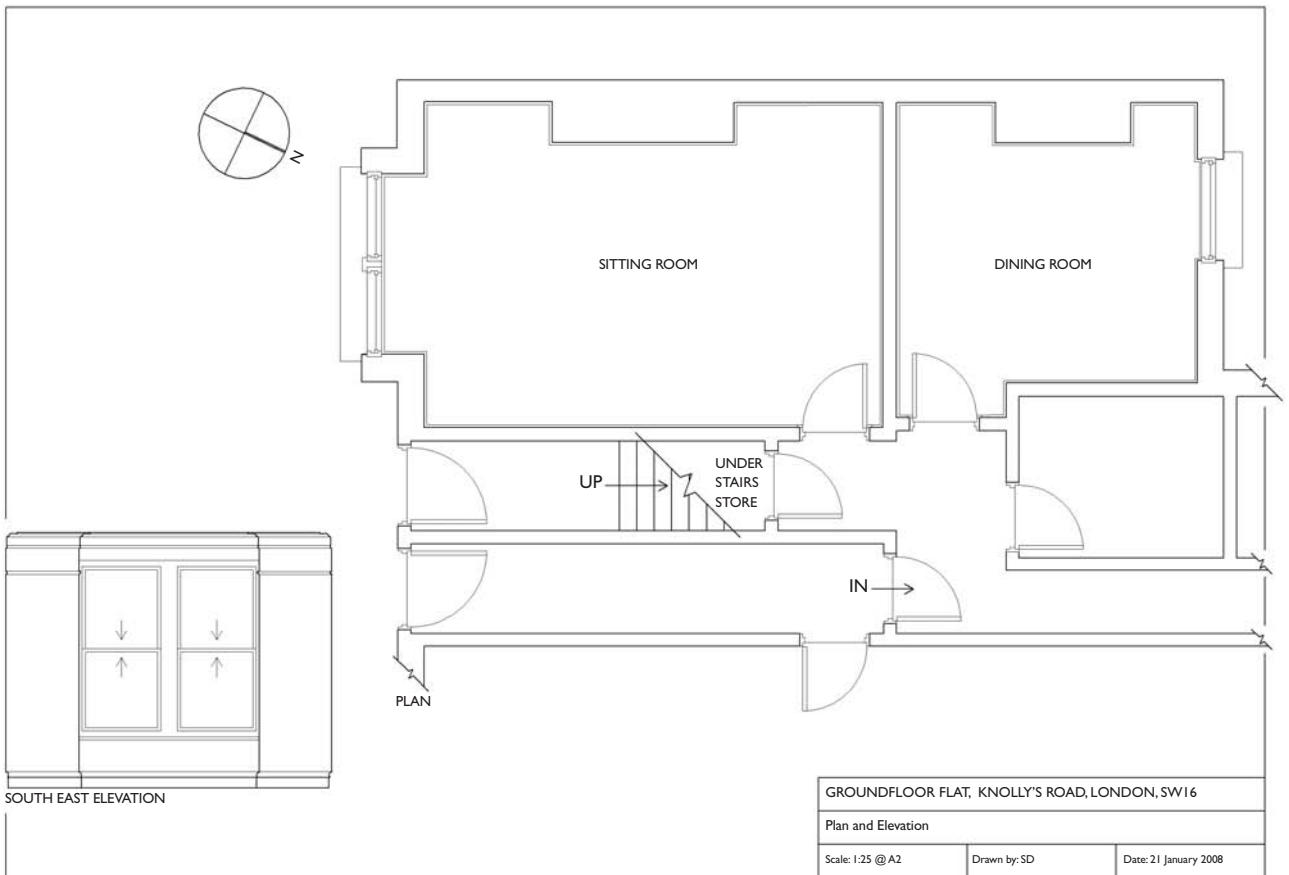 N
SITTING ROOM
DINING ROOM
UP
UNDER
STAIRS
STORE
IN
PLAN
SOUTH EAST ELEVATION
GROUNDFLOOR FLAT, KNOLLY'S ROAD, LONDON, SW16
Plan and Elevation
Scale: 1:25 @ A2
Drawn by: SD
Date: 21 January 2008